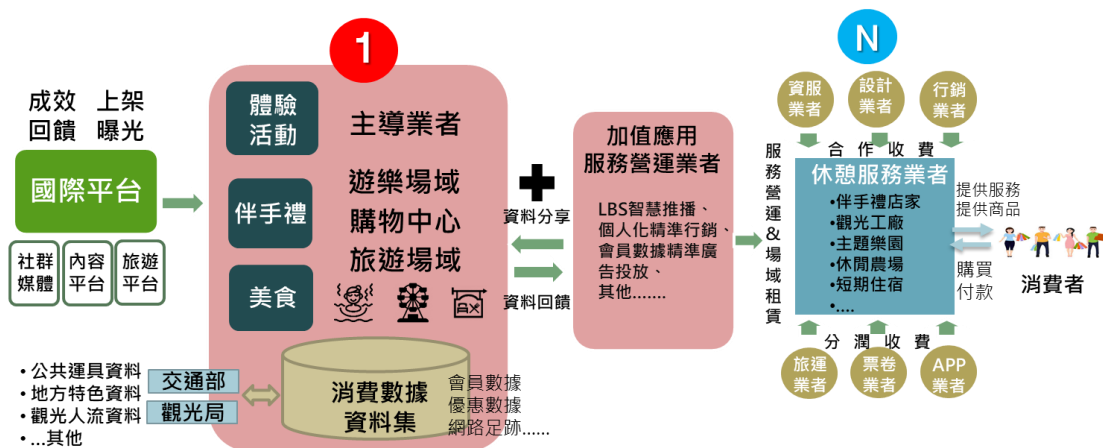 1
N
成效 上架
回饋 曝光
國際平台
社群
媒體
內容
平台
旅遊
平台
體驗
活動
伴手禮
美食
主導業者
遊樂場域
購物中心
旅遊場域
消費數據
資料集
會員數據
優惠數據
網路足跡......
•公共運具資料
•地方特色資料
•觀光人流資料
•...其他
交通部
觀光局
資料分享
資料回饋
加值應用
服務營運業者
LBS智慧推播、
個人化精準行銷、
會員數據精準廣
告投放、
其他.......
服務營運&場域租賃
資服
業者
設計
業者
行銷
業者
合作收費
休憩服務業者
•伴手禮店家
•觀光工廠
•主題樂園
•休閒農場
•短期住宿
•....
分潤收費
旅運
業者
票卷
業者
APP
業者
提供服務
提供商品
購買
付款
消費者